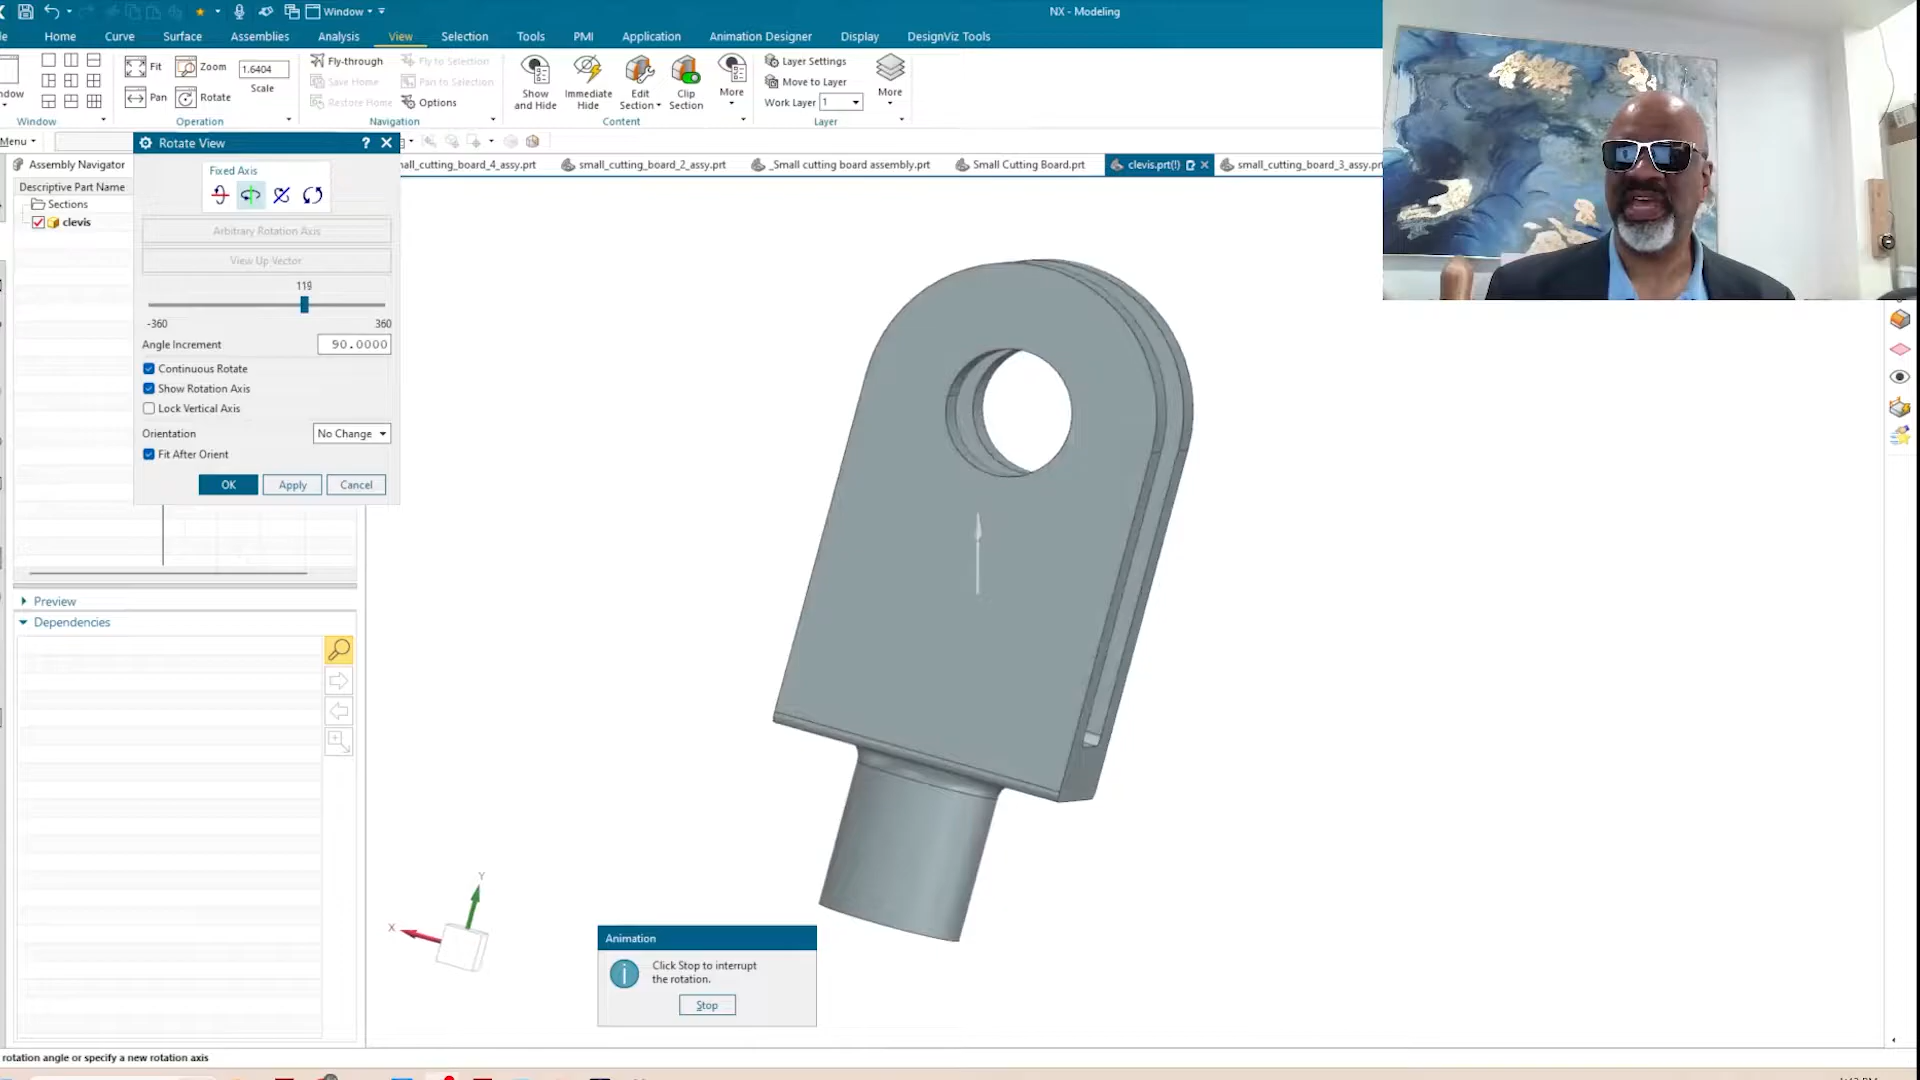 Window
NX - Modeling
Home Curve Surface Assemblies Analysis View Selection Tools PMI Application Animation Designer Display DesignViz Tools
Fit Zoom 1.6404 Scale
Pan Rotate
Fly-through Fly to Selection
Save Home Pan to Selection
Restore Home Options
Show and Hide
Immediate Hide
Edit Section
Clip Section
More
Layer Settings
Move to Layer
Work Layer 1
More
Window Operation Navigation Content Layer
Menu
Rotate View ? 
Assembly Navigator
Descriptive Part Name
Sections
clevis
small_cutting_board_2_assy.prt _Small cutting board assembly.prt Small Cutting Board.prt clevis.prt(!) small_cutting_board_3_assy.prt
Fixed Axis
Arbitrary Rotation Axis
View Up Vector
119
-360 360
Angle Increment 90.0000
Continuous Rotate
Show Rotation Axis
Lock Vertical Axis
Orientation No Change
Fit After Orient
OK Apply Cancel
Preview
Dependencies
Y
X
Animation
Click Stop to interrupt
the rotation.
Stop
rotation angle or specify a new rotation axis